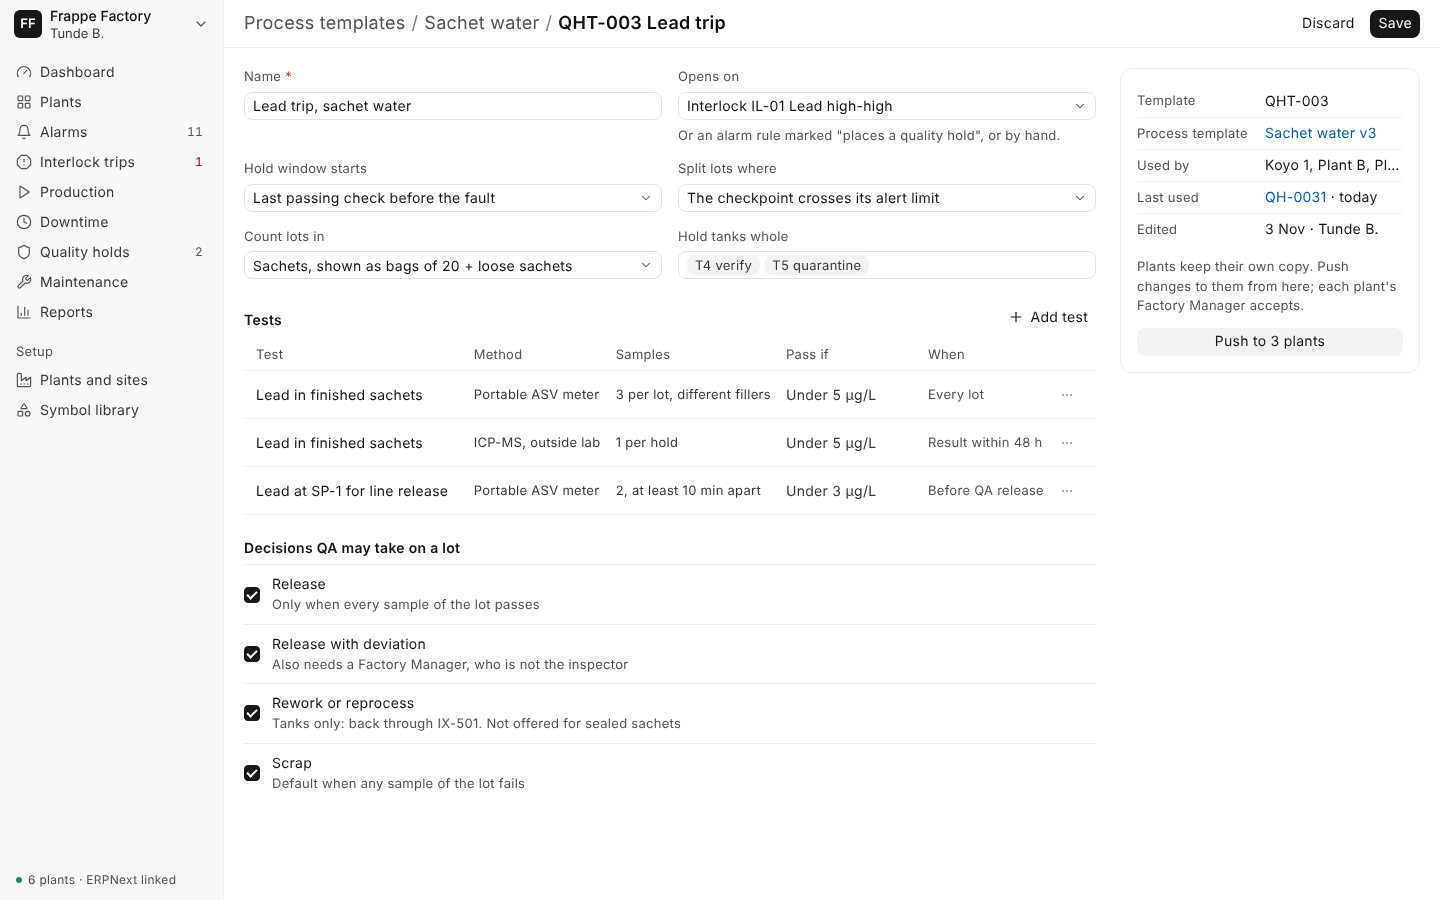 FF
Frappe Factory
Tunde B.
Dashboard
Plants
Alarms 11
Interlock trips 1
Production
Downtime
Quality holds 2
Maintenance
Reports
Setup
Plants and sites
Symbol library
6 plants · ERPNext linked
Process templates / Sachet water / QHT-003 Lead trip
Discard
Save
Name *
Lead trip, sachet water
Opens on
Interlock IL-01 Lead high-high
Or an alarm rule marked "places a quality hold", or by hand.
Hold window starts
Last passing check before the fault
Split lots where
The checkpoint crosses its alert limit
Count lots in
Sachets, shown as bags of 20 + loose sachets
Hold tanks whole
T4 verify T5 quarantine
Tests
Add test
Test Method Samples Pass if When
Lead in finished sachets Portable ASV meter 3 per lot, different fillers Under 5 µg/L Every lot ···
Lead in finished sachets ICP-MS, outside lab 1 per hold Under 5 µg/L Result within 48 h ···
Lead at SP-1 for line release Portable ASV meter 2, at least 10 min apart Under 3 µg/L Before QA release ···
Decisions QA may take on a lot
Release
Only when every sample of the lot passes
Release with deviation
Also needs a Factory Manager, who is not the inspector
Rework or reprocess
Tanks only: back through IX-501. Not offered for sealed sachets
Scrap
Default when any sample of the lot fails
Template QHT-003
Process template Sachet water v3
Used by Koyo 1, Plant B, Pl...
Last used QH-0031 · today
Edited 3 Nov · Tunde B.
Plants keep their own copy. Push
changes to them from here; each plant's
Factory Manager accepts.
Push to 3 plants